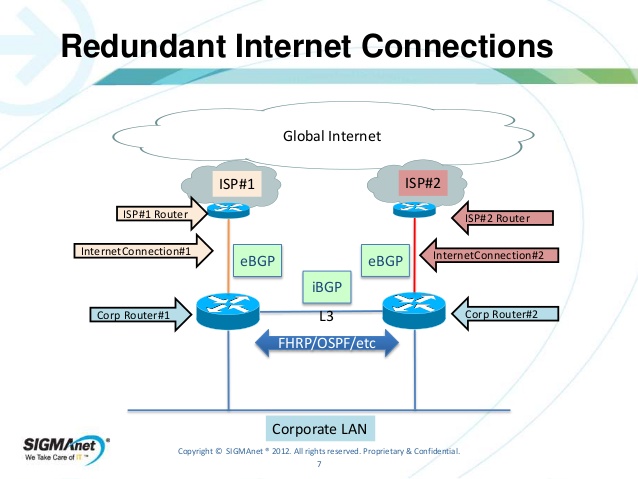 Redundant Internet Connections
Global Internet
ISP#1
ISP#2
ISP#1 Router
ISP#2 Router
InternetConnection#1
InternetConnection#2
eBGP
eBGP
iBGP
Corp Router#1
L3
Corp Router#2
FHRP/OSPF/etc
Corporate LAN
SIGMAnet®
We Take Care of IT™
Copyright © SIGMAnet ® 2012. All rights reserved. Proprietary & Confidential.
7